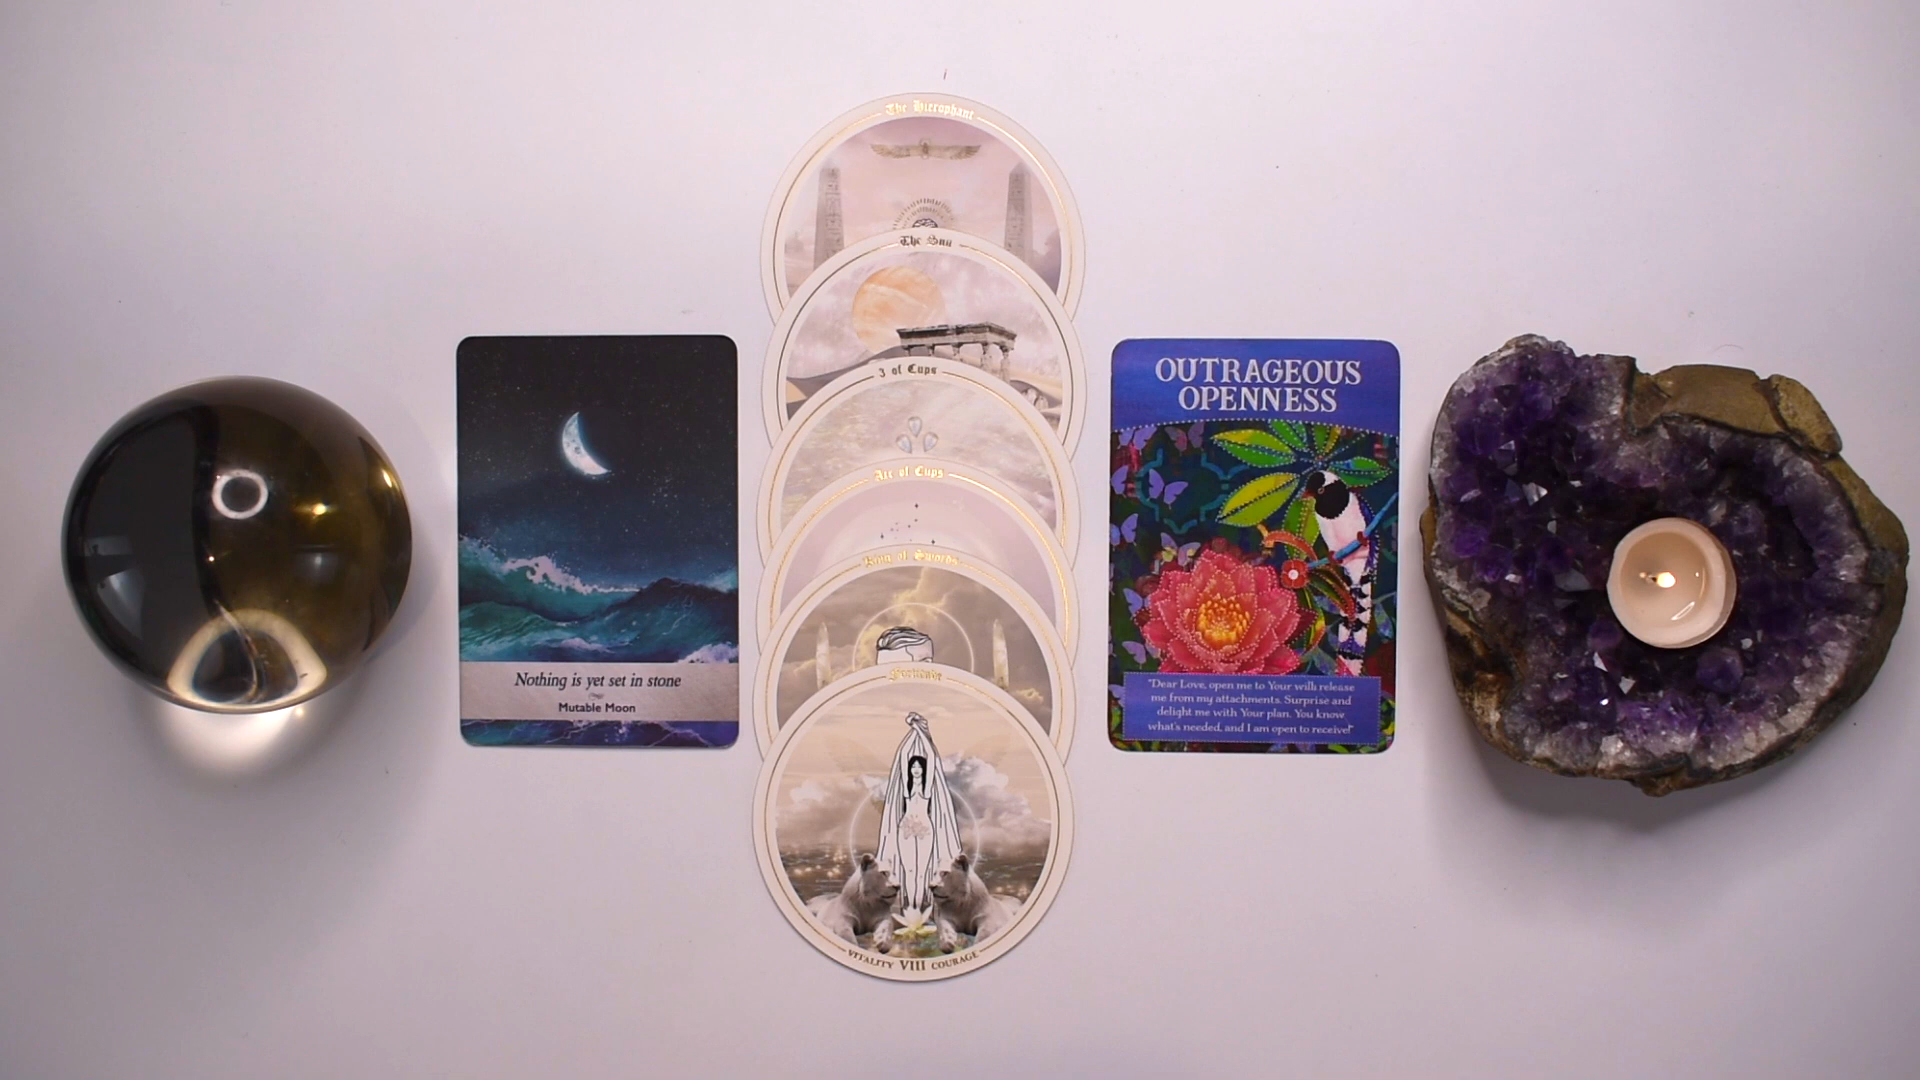 The Hierophant
The Sun
3 of Cups
Ace of Cups
King of Swords
Fortitude
VITALITY VIII COURAGE
Nothing is yet set in stone
Mutable Moon
OUTRAGEOUS
OPENNESS
"Dear Love, open me to Your will; release
me from my attachments. Surprise and
delight me with Your plan. You know
what's needed, and I am open to receive!"